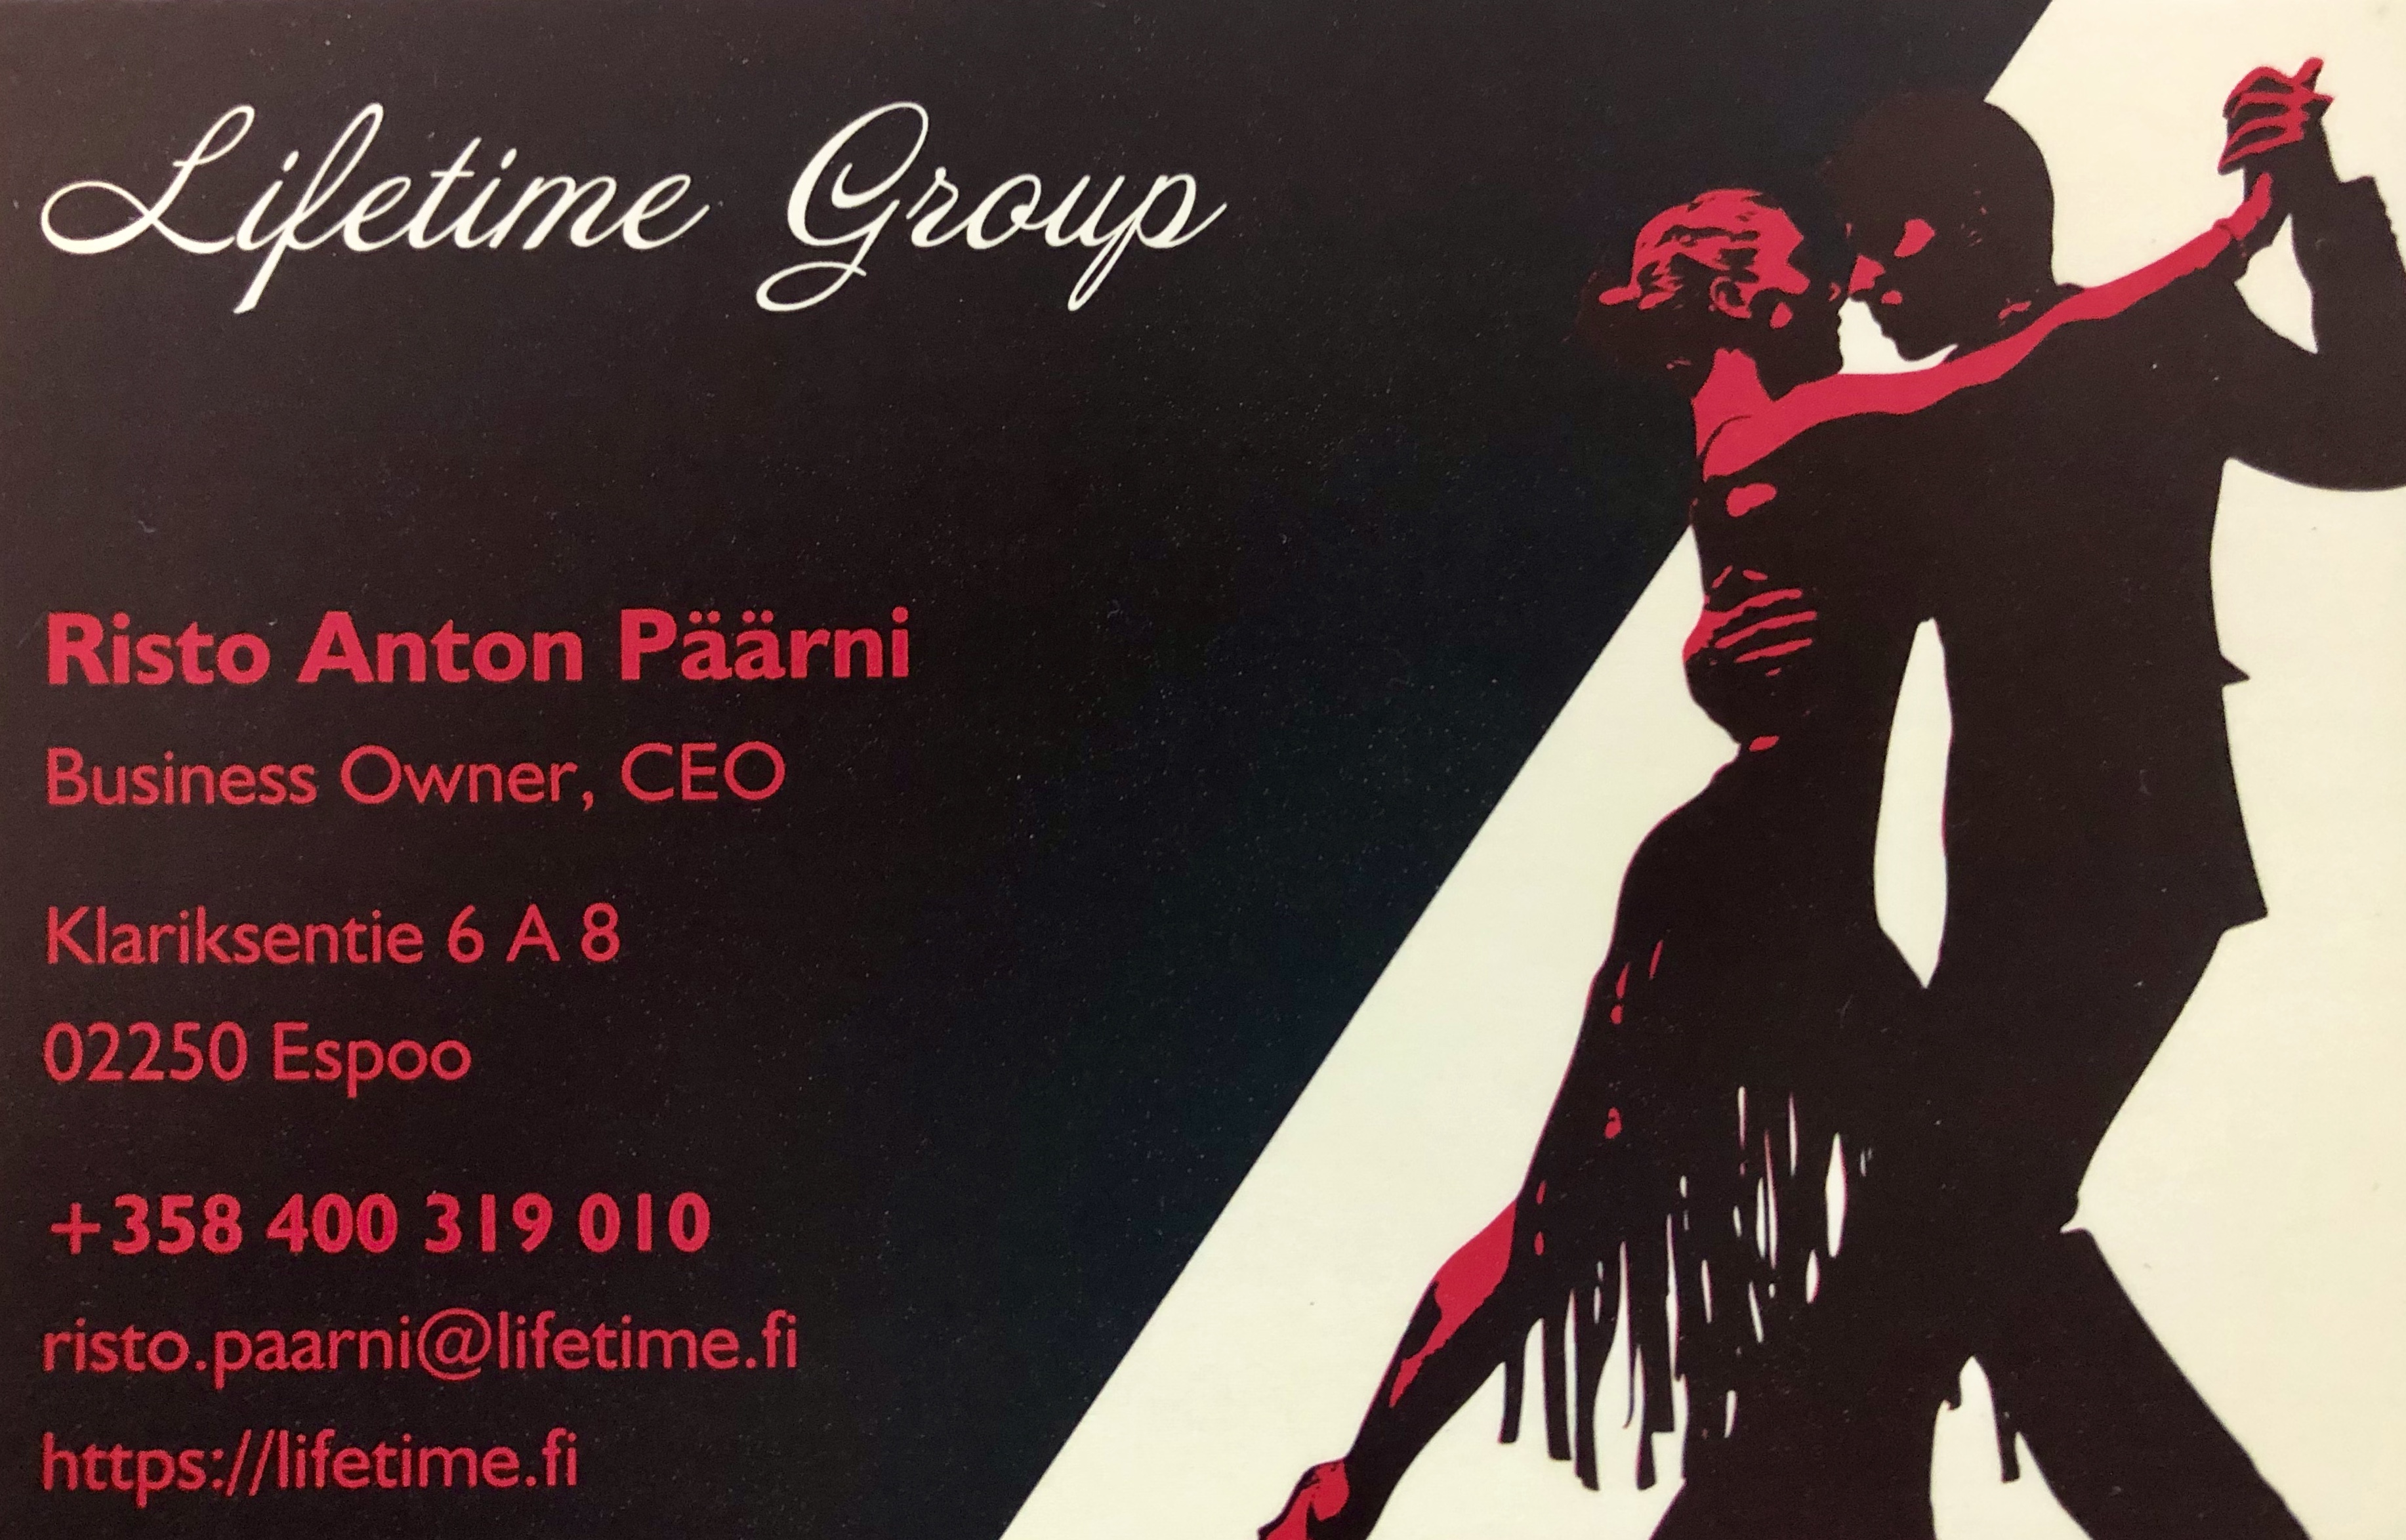 Lifetime Group
Risto Anton Päärni
Business Owner, CEO
Klariksentie 6 A 8
02250 Espoo
+358 400 319 010
risto.paarni@lifetime.fi
https://lifetime.fi